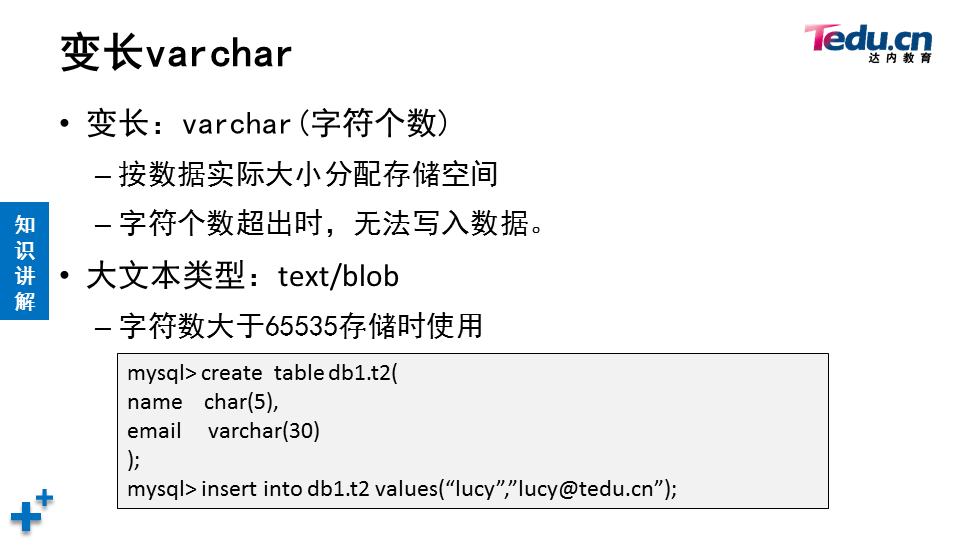 变长varchar
Tedu.cn
达内教育
• 变长：varchar(字符个数)
– 按数据实际大小分配存储空间
– 字符个数超出时，无法写入数据。
知识讲解
• 大文本类型：text/blob
– 字符数大于65535存储时使用
mysql> create table db1.t2(
name char(5),
email varchar(30)
);
mysql> insert into db1.t2 values(“lucy”,”lucy@tedu.cn”);